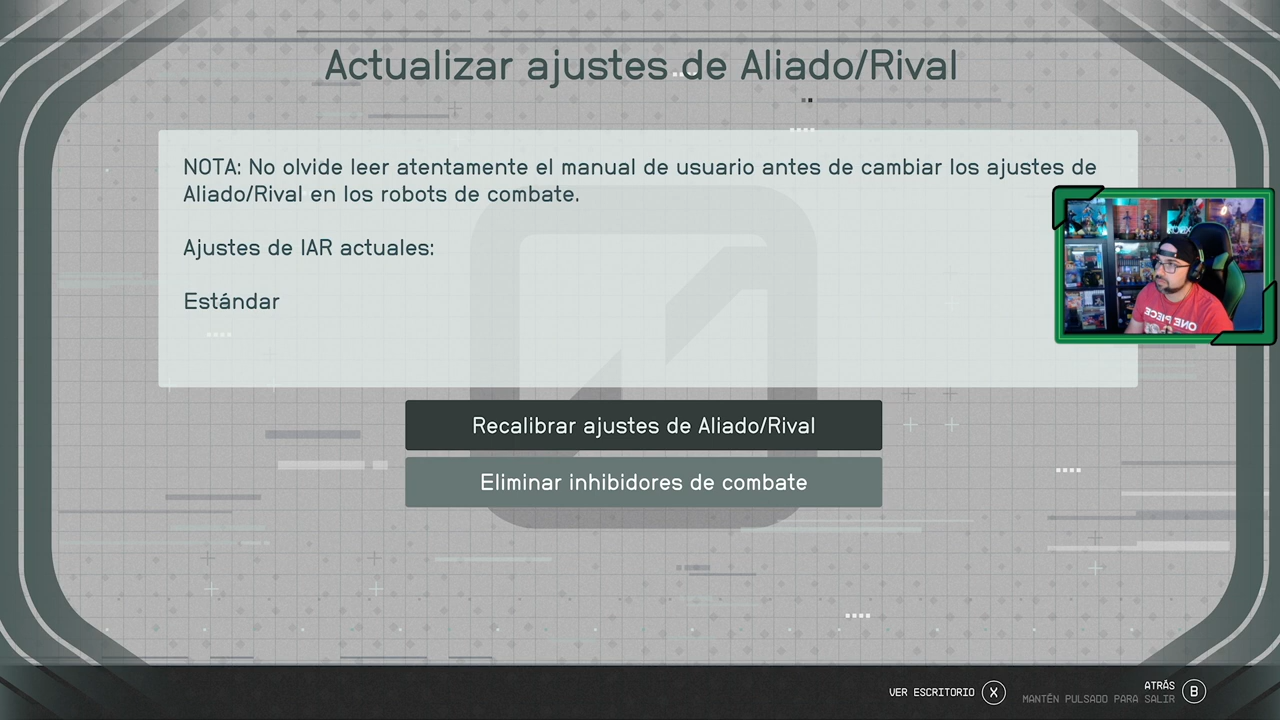 Actualizar ajustes de Aliado/Rival
NOTA: No olvide leer atentamente el manual de usuario antes de cambiar los ajustes de
Aliado/Rival en los robots de combate.
Ajustes de IAR actuales:
Estándar
ONE PIECE
Recalibrar ajustes de Aliado/Rival
Eliminar inhibidores de combate
VER ESCRITORIO X
ATRÁS B
MANTÉN PULSADO PARA SALIR